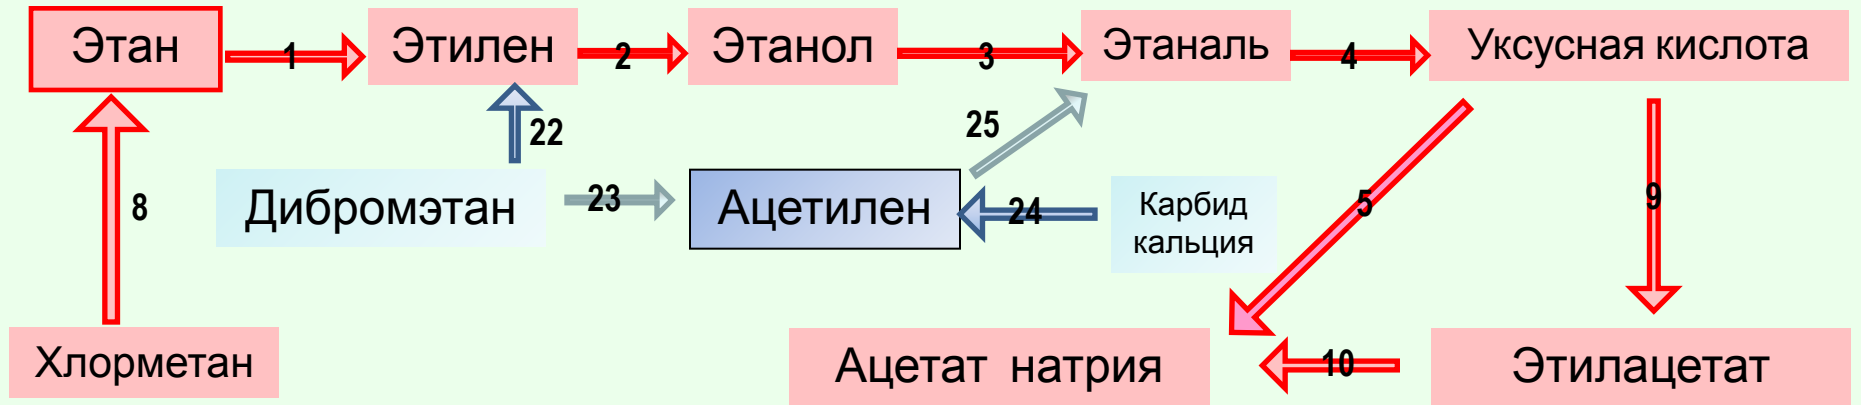 Этан 1 Этилен 2 Этанол 3 Этаналь 4 Уксусная кислота
22 25
8 Дибромэтан 23 Ацетилен 24 Карбид
кальция
5 9
Хлорметан Ацетат натрия 10 Этилацетат